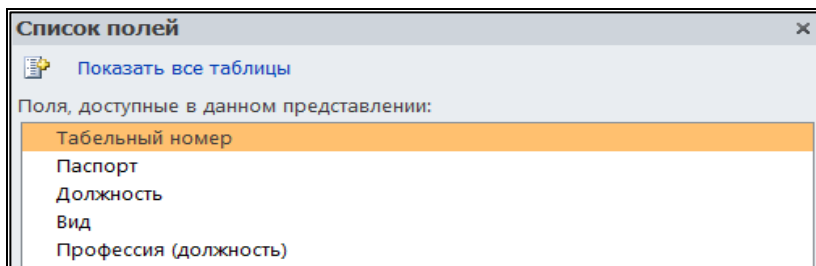 Список полей
Показать все таблицы
Поля, доступные в данном представлении:
Табельный номер
Паспорт
Должность
Вид
Профессия (должность)